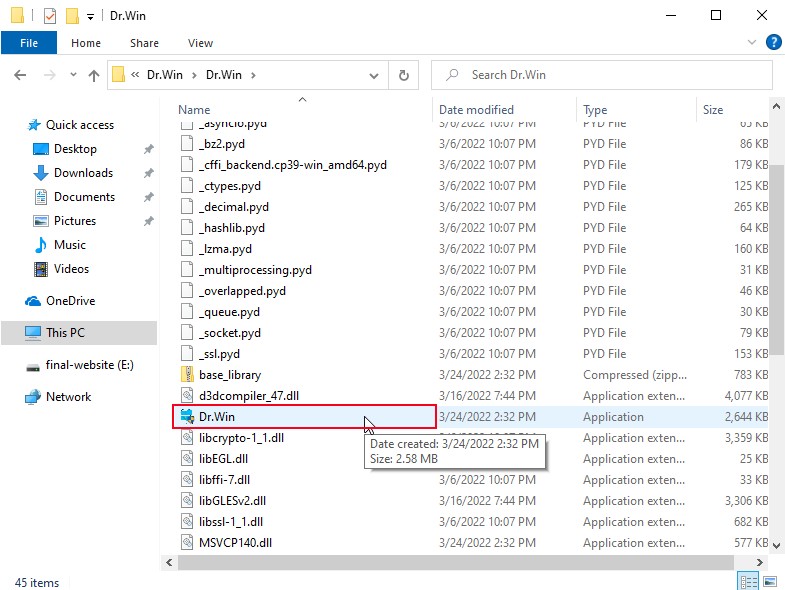 Dr.Win
File Home Share View
« Dr.Win › Dr.Win › Search Dr.Win
Name Date modified Type Size
Quick access
Desktop
Downloads
Documents
Pictures
Music
Videos
OneDrive
This PC
final-website (E:)
Network
_asyncio.pyd 3/6/2022 10:07 PM PYD File 63 KB
_bz2.pyd 3/6/2022 10:07 PM PYD File 86 KB
_cffi_backend.cp39-win_amd64.pyd 3/6/2022 10:07 PM PYD File 179 KB
_ctypes.pyd 3/6/2022 10:07 PM PYD File 125 KB
_decimal.pyd 3/6/2022 10:07 PM PYD File 265 KB
_hashlib.pyd 3/6/2022 10:07 PM PYD File 64 KB
_lzma.pyd 3/6/2022 10:07 PM PYD File 160 KB
_multiprocessing.pyd 3/6/2022 10:07 PM PYD File 31 KB
_overlapped.pyd 3/6/2022 10:07 PM PYD File 46 KB
_queue.pyd 3/6/2022 10:07 PM PYD File 30 KB
_socket.pyd 3/6/2022 10:07 PM PYD File 79 KB
_ssl.pyd 3/6/2022 10:07 PM PYD File 153 KB
base_library 3/24/2022 2:32 PM Compressed (zipp... 783 KB
d3dcompiler_47.dll 3/16/2022 7:44 PM Application exten... 4,077 KB
Dr.Win 3/24/2022 2:32 PM Application 2,644 KB
libcrypto-1_1.dll Application exten... 3,359 KB
Date created: 3/24/2022 2:32 PM
Size: 2.58 MB
libEGL.dll Application exten... 25 KB
libffi-7.dll 3/6/2022 10:07 PM Application exten... 33 KB
libGLESv2.dll 3/16/2022 7:44 PM Application exten... 3,306 KB
libssl-1_1.dll 3/6/2022 10:07 PM Application exten... 682 KB
MSVCP140.dll 3/24/2022 2:32 PM Application exten... 577 KB
45 items